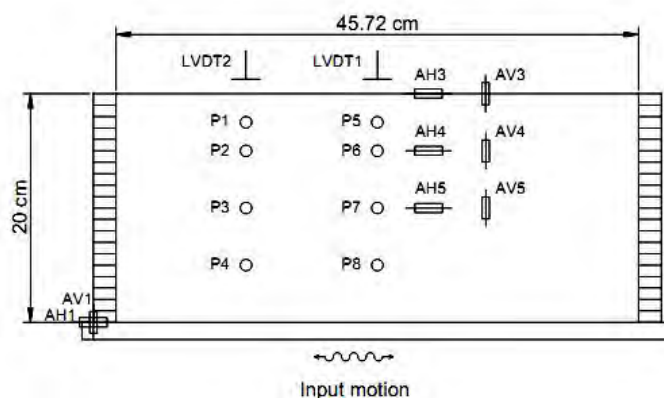 45.72 cm
LVDT2 LVDT1
AH3 AV3
P1 P5
P2 P6 AH4 AV4
20 cm
P3 P7 AH5 AV5
P4 P8
AV1
AH1
Input motion